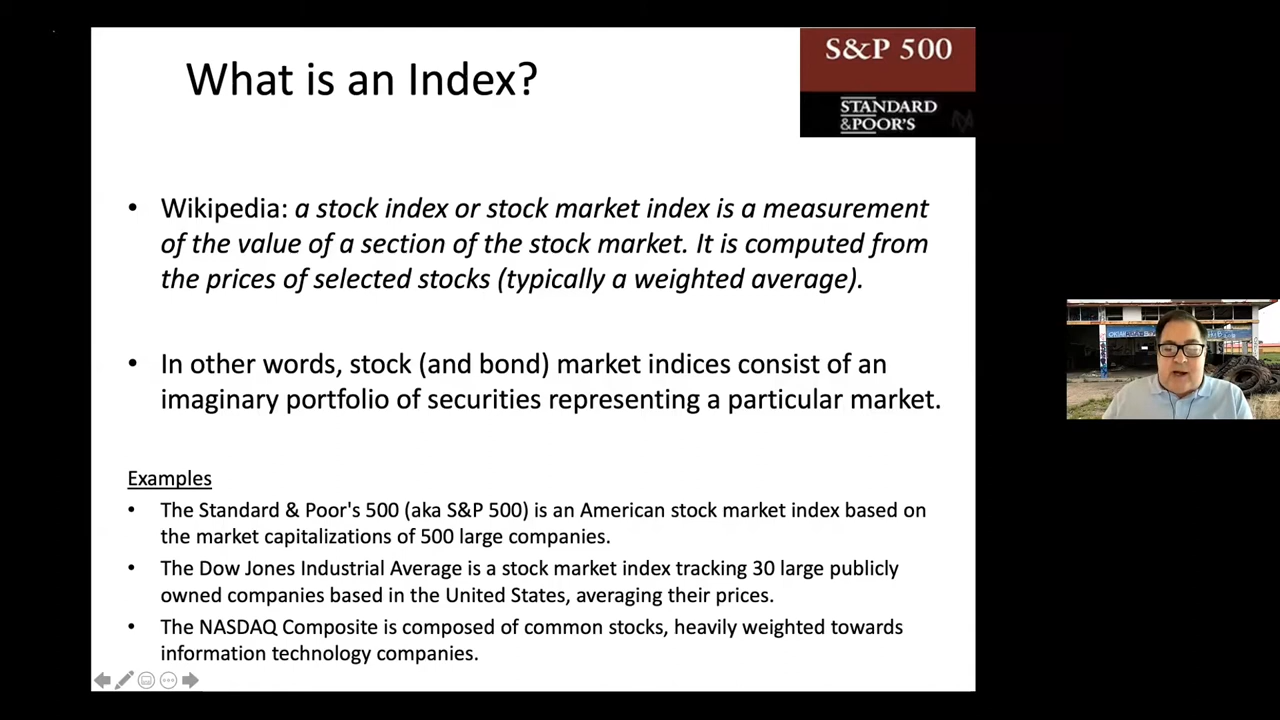 What is an Index?
S&P 500
STANDARD
&POOR'S
• Wikipedia: a stock index or stock market index is a measurement
of the value of a section of the stock market. It is computed from
the prices of selected stocks (typically a weighted average).
• In other words, stock (and bond) market indices consist of an
imaginary portfolio of securities representing a particular market.
Examples
• The Standard & Poor's 500 (aka S&P 500) is an American stock market index based on
the market capitalizations of 500 large companies.
• The Dow Jones Industrial Average is a stock market index tracking 30 large publicly
owned companies based in the United States, averaging their prices.
• The NASDAQ Composite is composed of common stocks, heavily weighted towards
information technology companies.